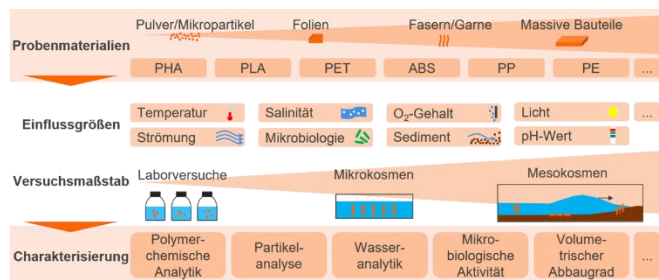 Pulver/Mikropartikel Folien Fasern/Garne Massive Bauteile
Probenmaterialien
PHA PLA PET ABS PP PE ...
Temperatur Salinität O₂-Gehalt Licht ...
Einflussgrößen
Strömung Mikrobiologie Sediment pH-Wert
Laborversuche Mikrokosmen Mesokosmen
Versuchsmaßstab
Polymer-
chemische
Analytik
Partikel-
analyse
Wasser-
analytik
Mikro-
biologische
Aktivität
Volume-
trischer
Abbaugrad
...
Charakterisierung